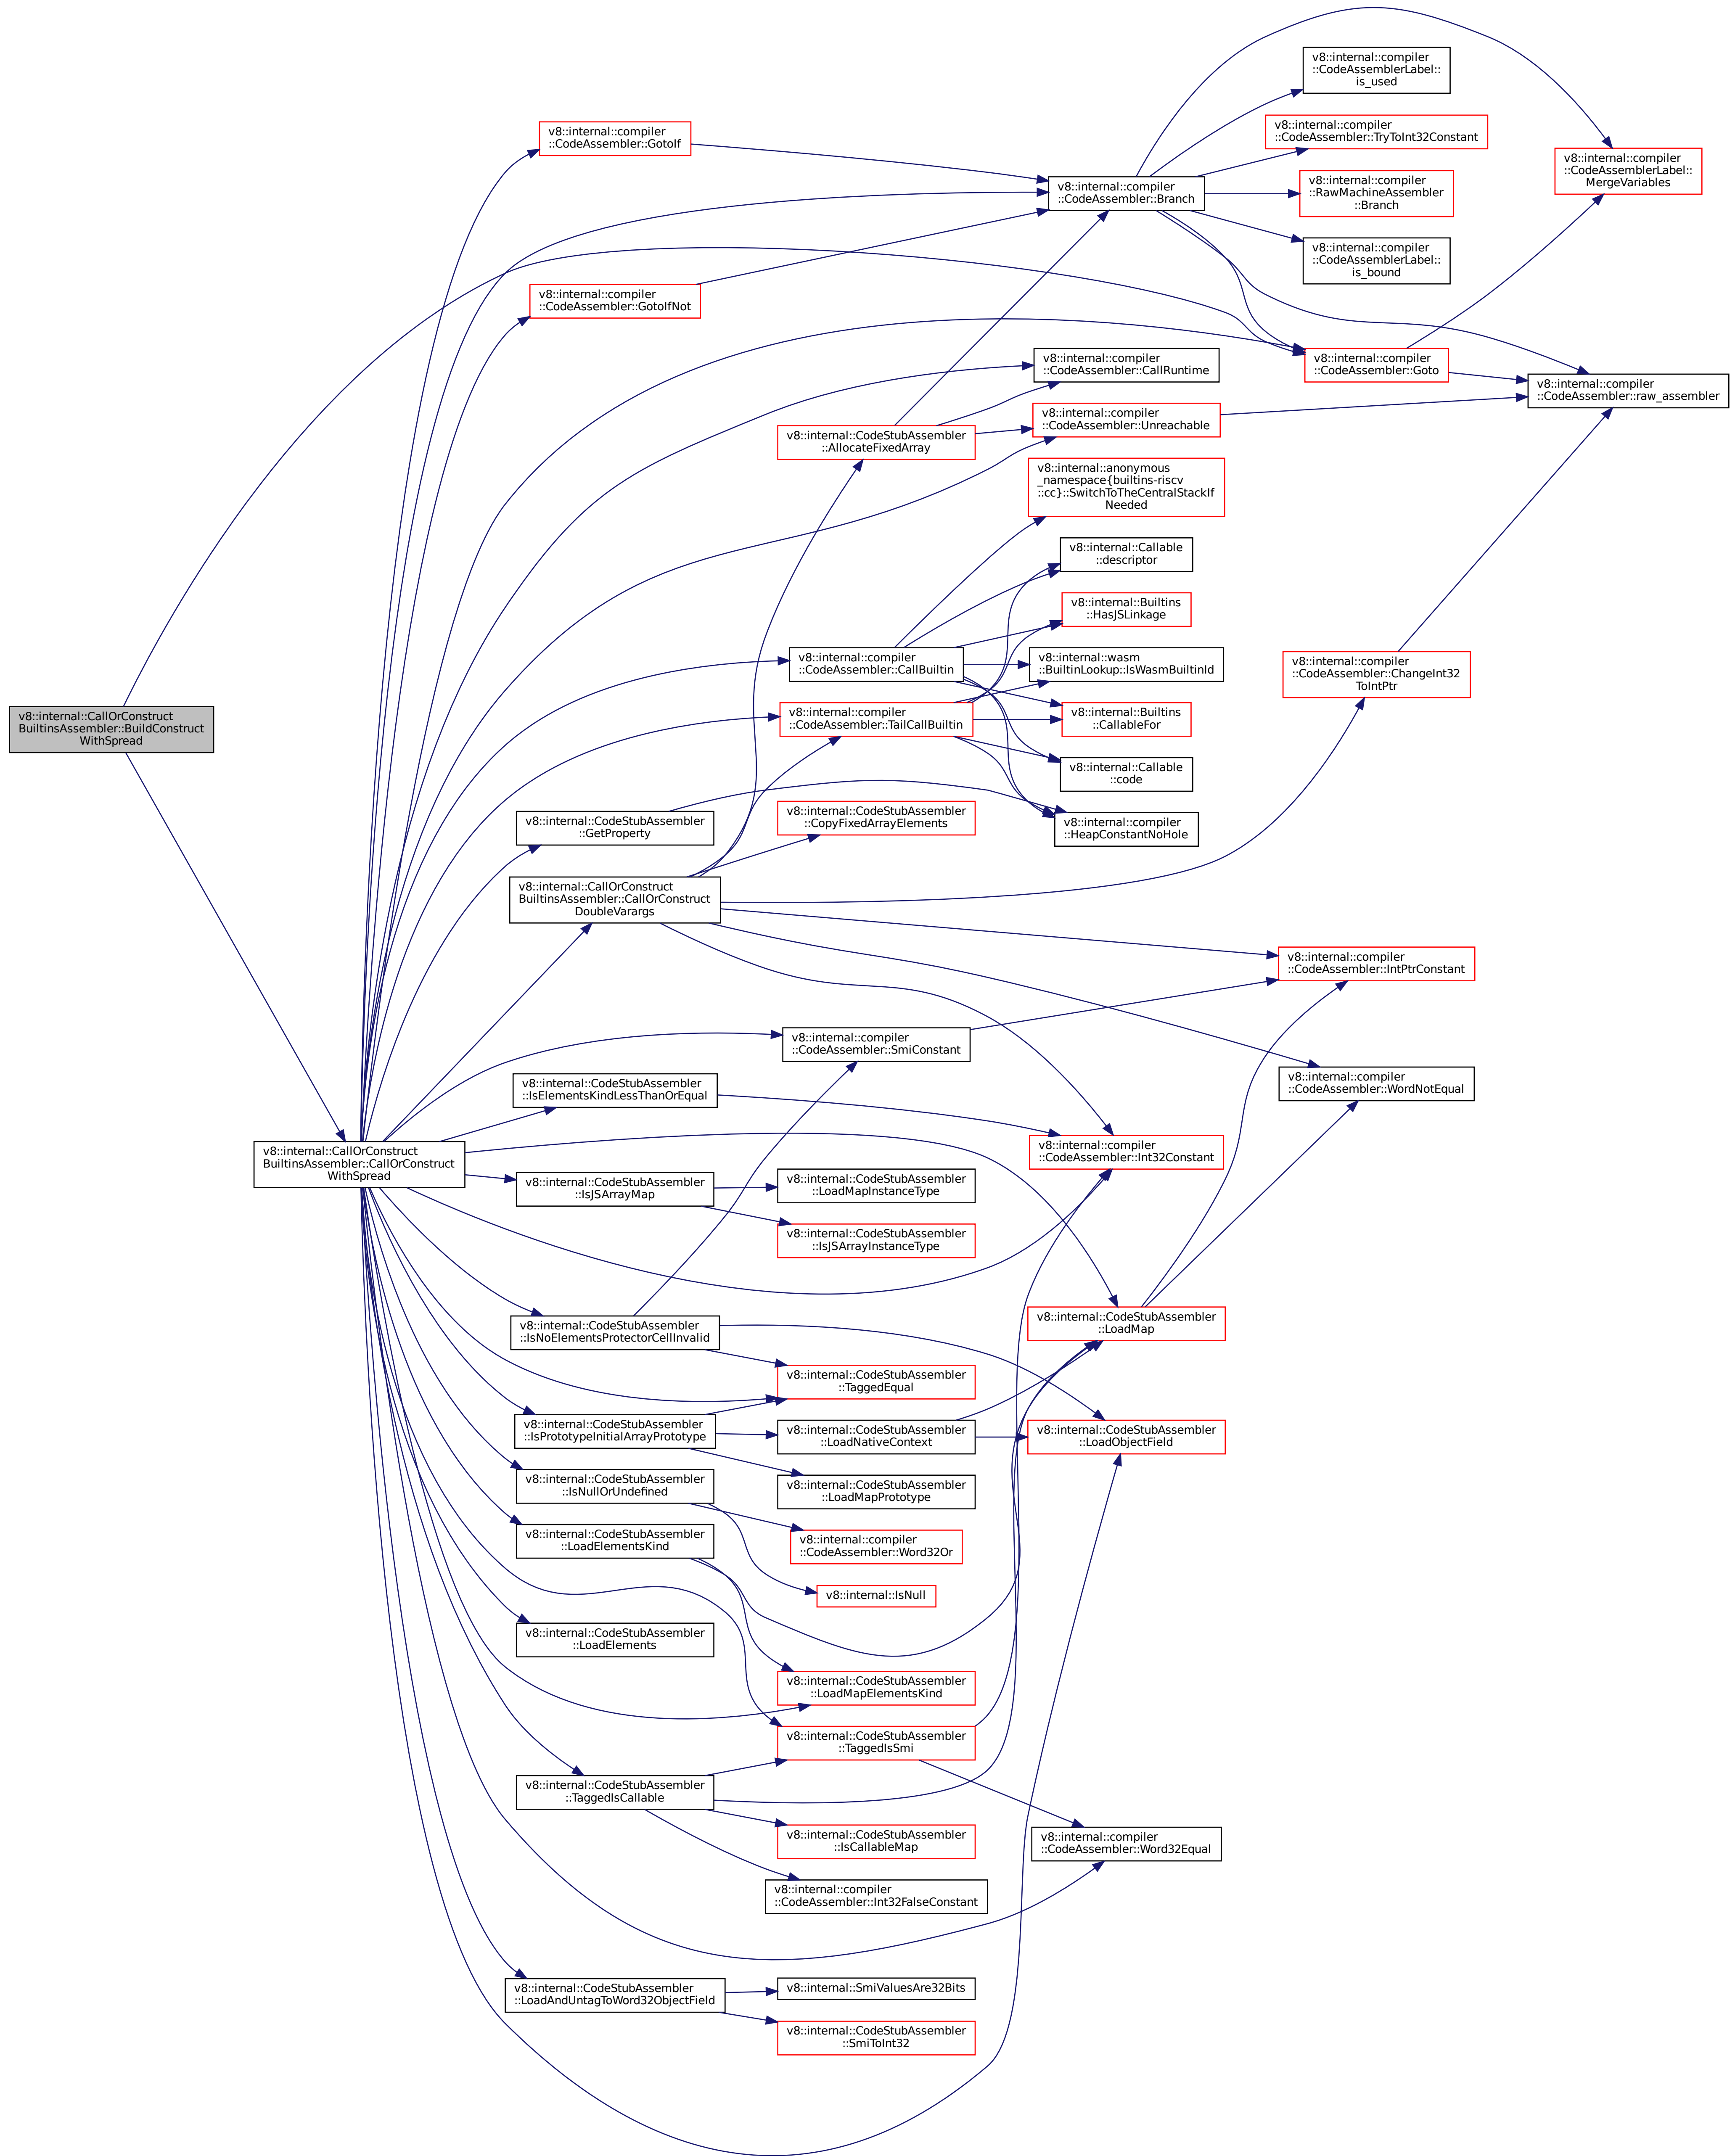 v8::internal::CallOrConstruct
BuiltinsAssembler::BuildConstruct
WithSpread
v8::internal::CallOrConstruct
BuiltinsAssembler::CallOrConstruct
WithSpread
v8::internal::compiler
::CodeAssembler::GotoIf
v8::internal::compiler
::CodeAssembler::GotoIfNot
v8::internal::CodeStubAssembler
::GetProperty
v8::internal::CallOrConstruct
BuiltinsAssembler::CallOrConstruct
DoubleVarargs
v8::internal::CodeStubAssembler
::IsElementsKindLessThanOrEqual
v8::internal::CodeStubAssembler
::IsJSArrayMap
v8::internal::CodeStubAssembler
::IsNoElementsProtectorCellInvalid
v8::internal::CodeStubAssembler
::IsPrototypeInitialArrayPrototype
v8::internal::CodeStubAssembler
::IsNullOrUndefined
v8::internal::CodeStubAssembler
::LoadElementsKind
v8::internal::CodeStubAssembler
::LoadElements
v8::internal::CodeStubAssembler
::TaggedIsCallable
v8::internal::CodeStubAssembler
::LoadAndUntagToWord32ObjectField
v8::internal::CodeStubAssembler
::AllocateFixedArray
v8::internal::compiler
::CodeAssembler::CallBuiltin
v8::internal::compiler
::CodeAssembler::TailCallBuiltin
v8::internal::CodeStubAssembler
::CopyFixedArrayElements
v8::internal::compiler
::CodeAssembler::SmiConstant
v8::internal::CodeStubAssembler
::LoadMapInstanceType
v8::internal::CodeStubAssembler
::IsJSArrayInstanceType
v8::internal::CodeStubAssembler
::TaggedEqual
v8::internal::CodeStubAssembler
::LoadNativeContext
v8::internal::CodeStubAssembler
::LoadMapPrototype
v8::internal::compiler
::CodeAssembler::Word32Or
v8::internal::IsNull
v8::internal::CodeStubAssembler
::LoadMapElementsKind
v8::internal::CodeStubAssembler
::TaggedIsSmi
v8::internal::CodeStubAssembler
::IsCallableMap
v8::internal::compiler
::CodeAssembler::Int32FalseConstant
v8::internal::SmiValuesAre32Bits
v8::internal::CodeStubAssembler
::SmiToInt32
v8::internal::compiler
::CodeAssembler::Branch
v8::internal::compiler
::CodeAssembler::CallRuntime
v8::internal::compiler
::CodeAssembler::Unreachable
v8::internal::anonymous
_namespace{builtins-riscv
::cc}::SwitchToTheCentralStackIf
Needed
v8::internal::Callable
::descriptor
v8::internal::Builtins
::HasJSLinkage
v8::internal::wasm
::BuiltinLookup::IsWasmBuiltinId
v8::internal::Builtins
::CallableFor
v8::internal::Callable
::code
v8::internal::compiler
::HeapConstantNoHole
v8::internal::compiler
::CodeAssembler::Int32Constant
v8::internal::CodeStubAssembler
::LoadMap
v8::internal::CodeStubAssembler
::LoadObjectField
v8::internal::compiler
::CodeAssembler::Word32Equal
v8::internal::compiler
::CodeAssemblerLabel::
is_used
v8::internal::compiler
::CodeAssembler::TryToInt32Constant
v8::internal::compiler
::RawMachineAssembler
::Branch
v8::internal::compiler
::CodeAssemblerLabel::
is_bound
v8::internal::compiler
::CodeAssembler::Goto
v8::internal::compiler
::CodeAssembler::ChangeInt32
ToIntPtr
v8::internal::compiler
::CodeAssembler::IntPtrConstant
v8::internal::compiler
::CodeAssembler::WordNotEqual
v8::internal::compiler
::CodeAssemblerLabel::
MergeVariables
v8::internal::compiler
::CodeAssembler::raw_assembler